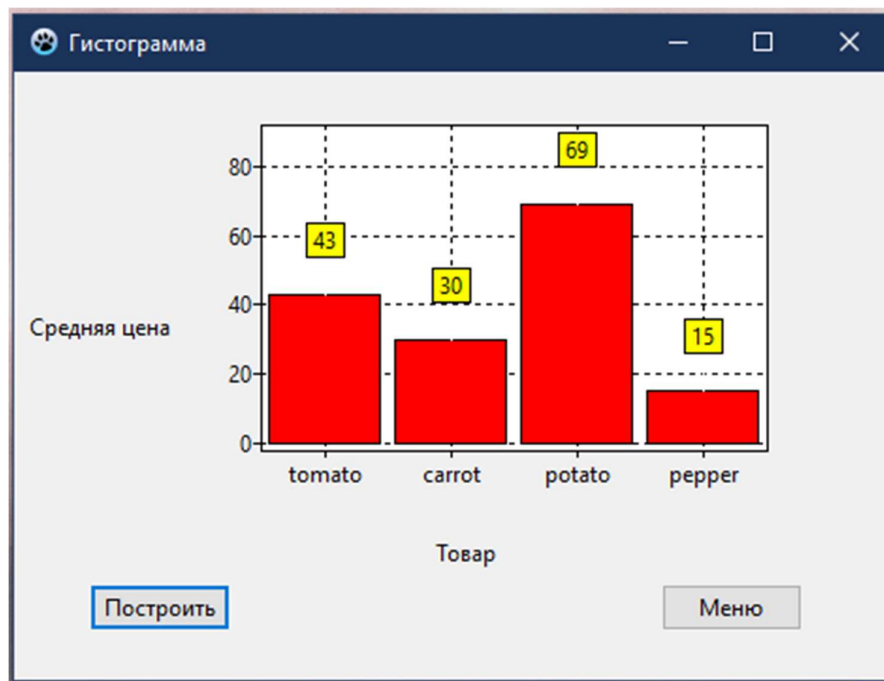 Гистограмма
80
60
40
20
0
43
30
69
15
Средняя цена
tomato carrot potato pepper
Товар
Построить Меню